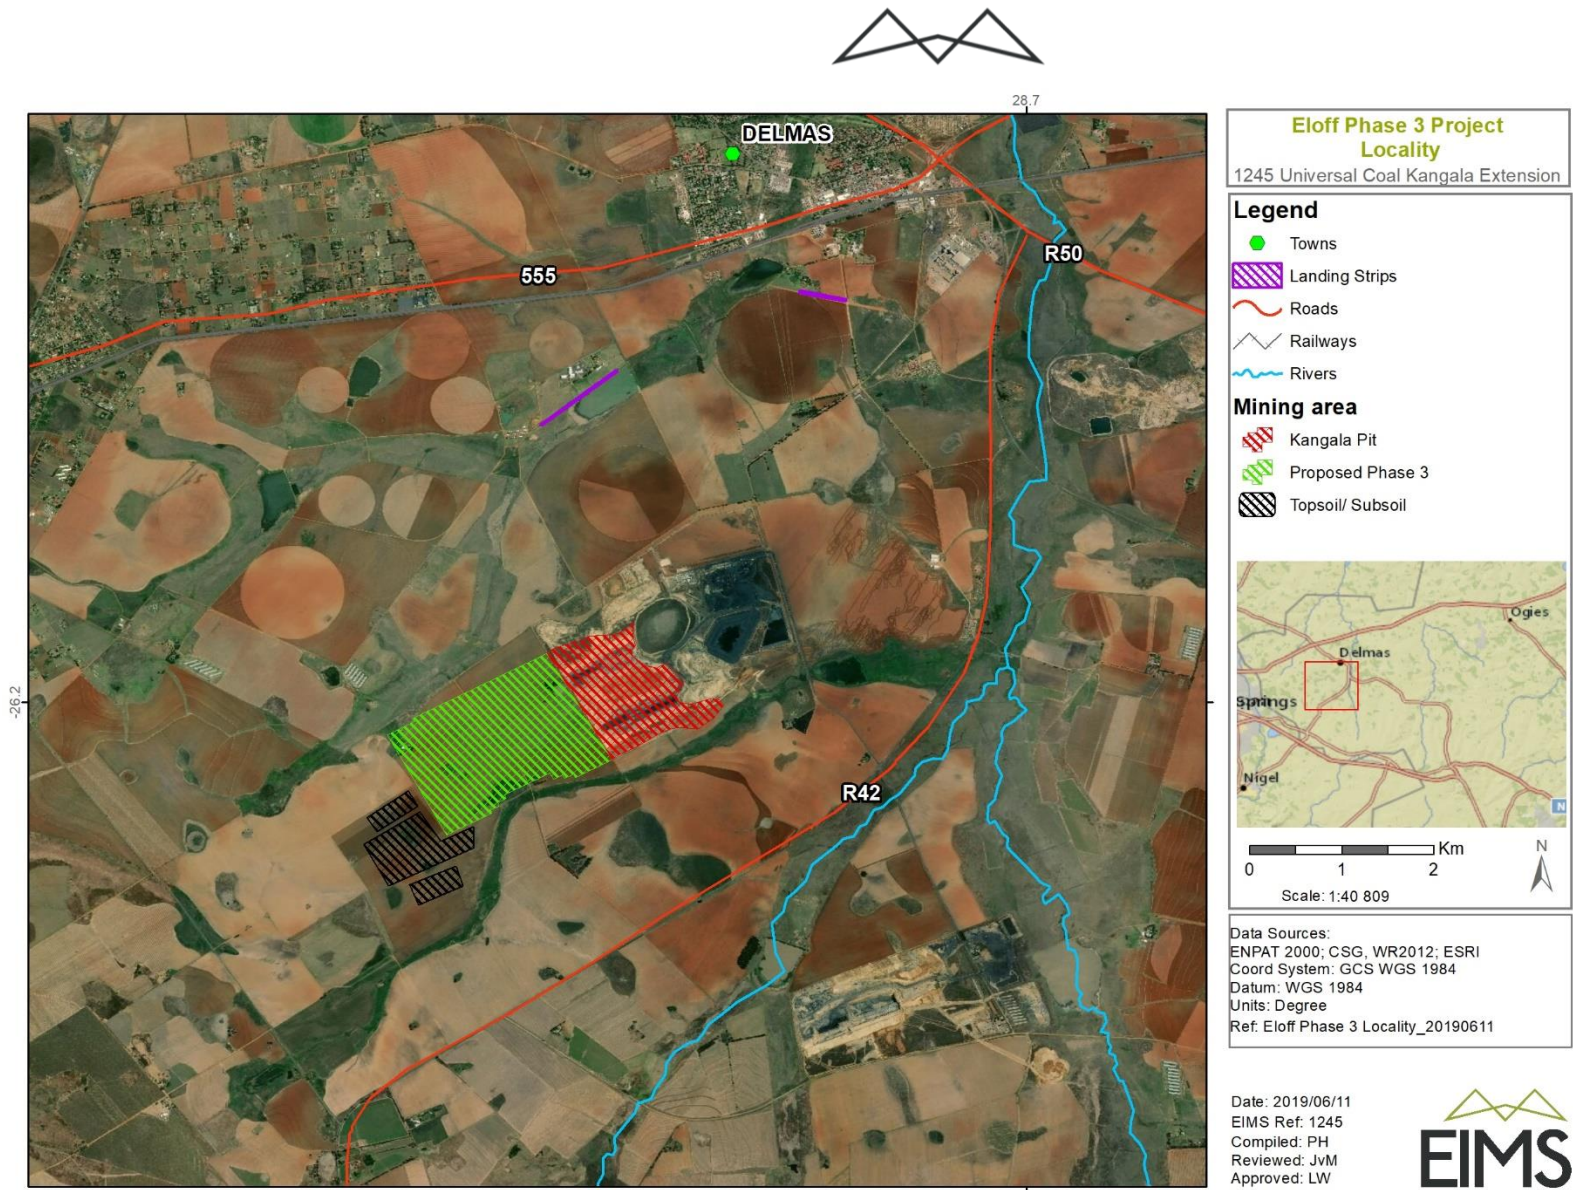 28.7
DELMAS
555
R50
-26.2
R42
Eloff Phase 3 Project
Locality
1245 Universal Coal Kangala Extension
Legend
Towns
Landing Strips
Roads
Railways
Rivers
Mining area
Kangala Pit
Proposed Phase 3
Topsoil/ Subsoil
Ogies
Delmas
Springs
Nigel
N
Km
0 1 2
N
Scale: 1:40 809
Data Sources:
ENPAT 2000; CSG, WR2012; ESRI
Coord System: GCS WGS 1984
Datum: WGS 1984
Units: Degree
Ref: Eloff Phase 3 Locality_20190611
Date: 2019/06/11
EIMS Ref: 1245
Compiled: PH
Reviewed: JvM
Approved: LW
EIMS